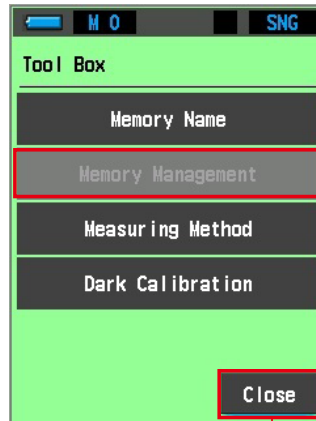 M 0 SNG
Tool Box
Memory Name
Memory Management
Measuring Method
Dark Calibration
Close